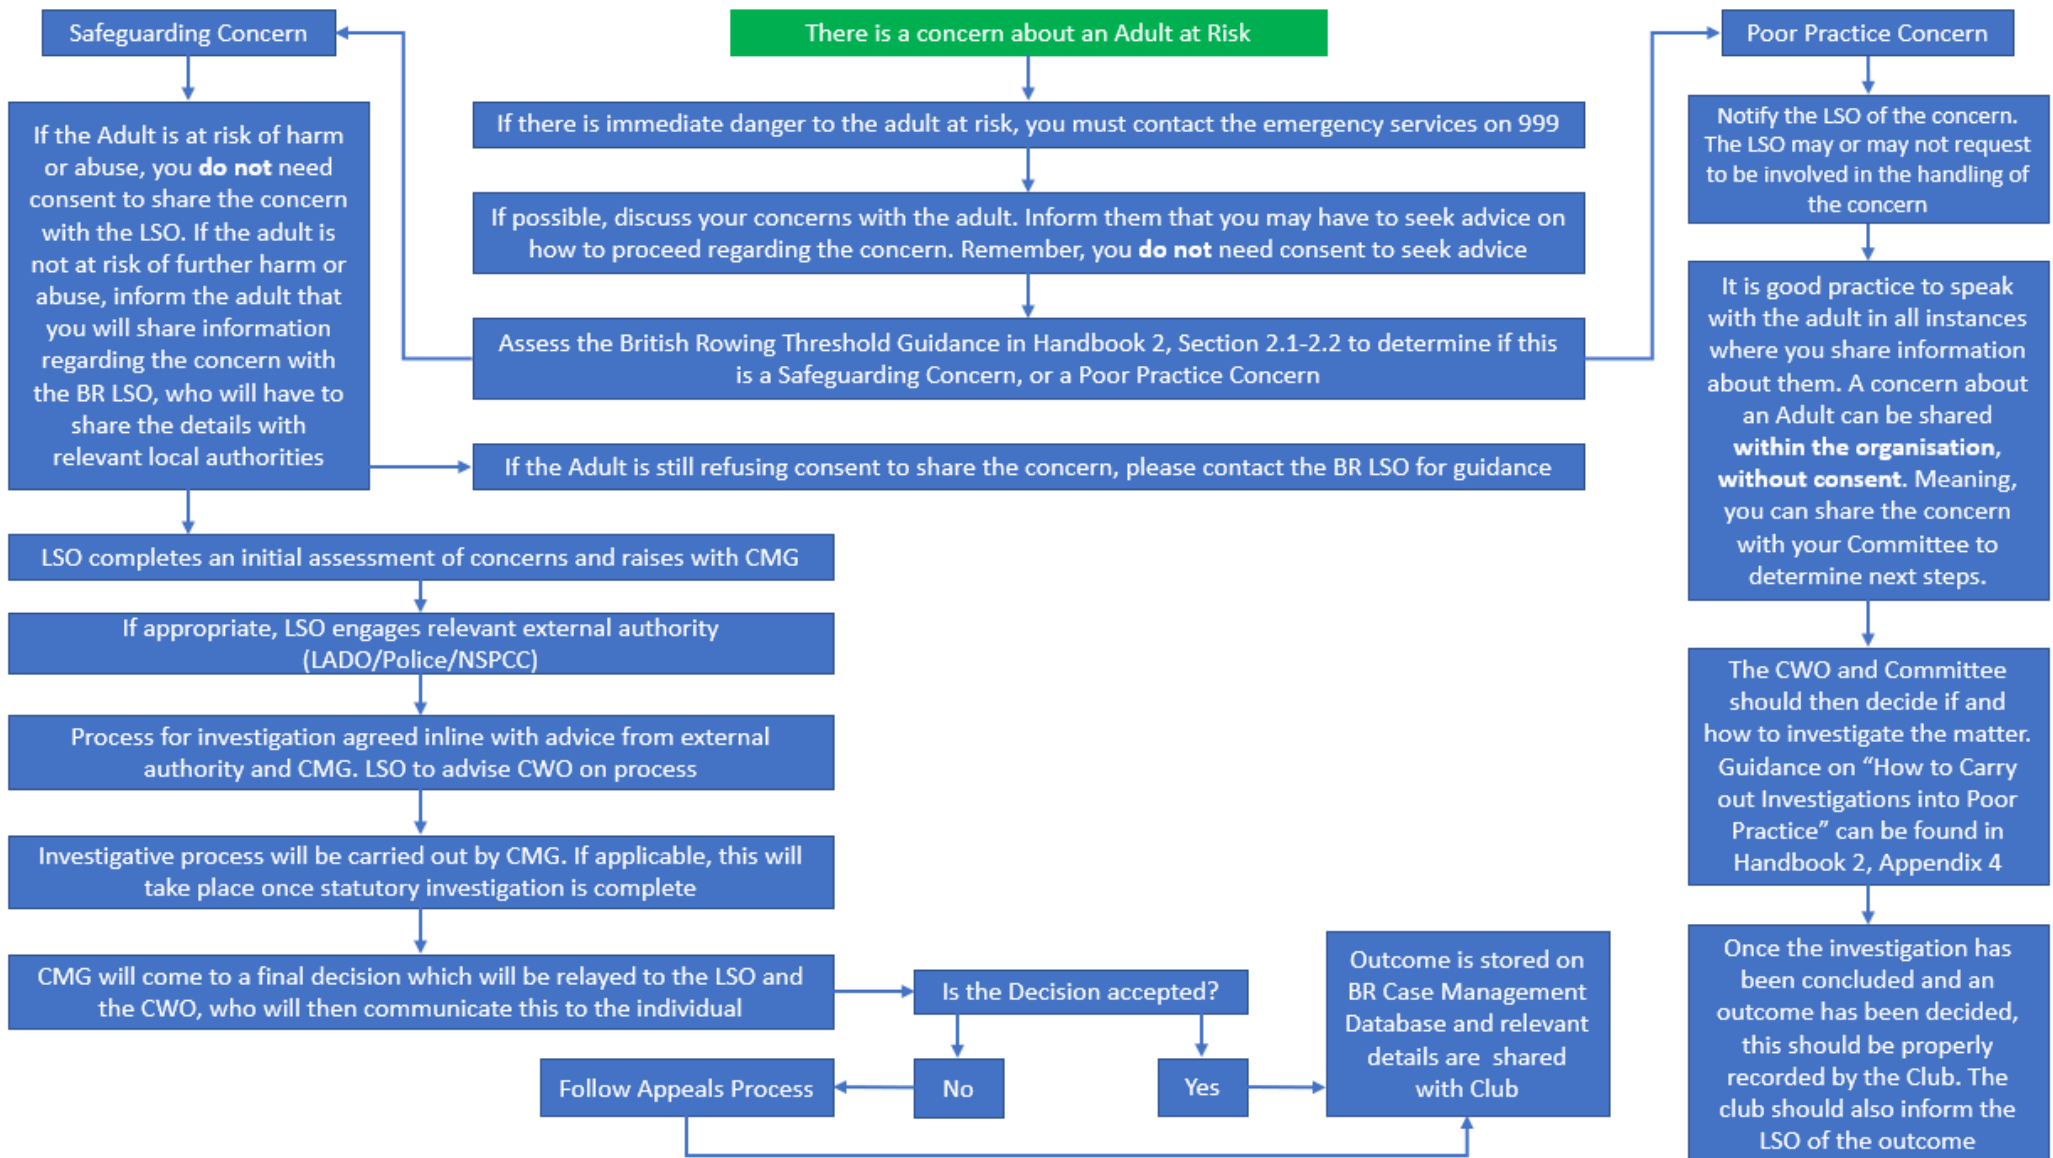 There is a concern about an Adult at Risk
If there is immediate danger to the adult at risk, you must contact the emergency services on 999
If possible, discuss your concerns with the adult. Inform them that you may have to seek advice on
how to proceed regarding the concern. Remember, you do not need consent to seek advice
Assess the British Rowing Threshold Guidance in Handbook 2, Section 2.1-2.2 to determine if this
is a Safeguarding Concern, or a Poor Practice Concern
Safeguarding Concern
If the Adult is at risk of harm
or abuse, you do not need
consent to share the concern
with the LSO. If the adult is
not at risk of further harm or
abuse, inform the adult that
you will share information
regarding the concern with
the BR LSO, who will have to
share the details with
relevant local authorities
If the Adult is still refusing consent to share the concern, please contact the BR LSO for guidance
LSO completes an initial assessment of concerns and raises with CMG
If appropriate, LSO engages relevant external authority
(LADO/Police/NSPCC)
Process for investigation agreed inline with advice from external
authority and CMG. LSO to advise CWO on process
Investigative process will be carried out by CMG. If applicable, this will
take place once statutory investigation is complete
CMG will come to a final decision which will be relayed to the LSO and
the CWO, who will then communicate this to the individual
Is the Decision accepted?
No
Follow Appeals Process
Yes
Outcome is stored on
BR Case Management
Database and relevant
details are shared
with Club
Poor Practice Concern
Notify the LSO of the concern.
The LSO may or may not request
to be involved in the handling of
the concern
It is good practice to speak
with the adult in all instances
where you share information
about them. A concern about
an Adult can be shared
within the organisation,
without consent. Meaning,
you can share the concern
with your Committee to
determine next steps.
The CWO and Committee
should then decide if and
how to investigate the matter.
Guidance on “How to Carry
out Investigations into Poor
Practice” can be found in
Handbook 2, Appendix 4
Once the investigation has
been concluded and an
outcome has been decided,
this should be properly
recorded by the Club. The
club should also inform the
LSO of the outcome